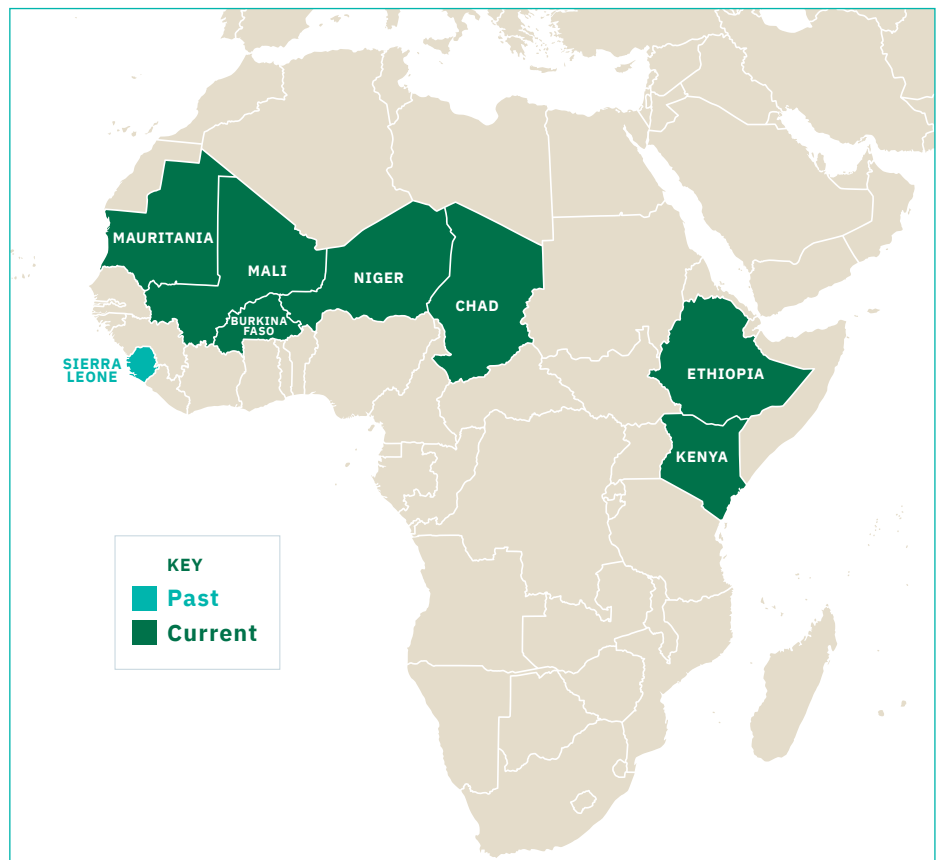 MAURITANIA
MALI
NIGER
CHAD
BURKINA
FASO
SIERRA
LEONE
ETHIOPIA
KENYA
KEY
Past
Current